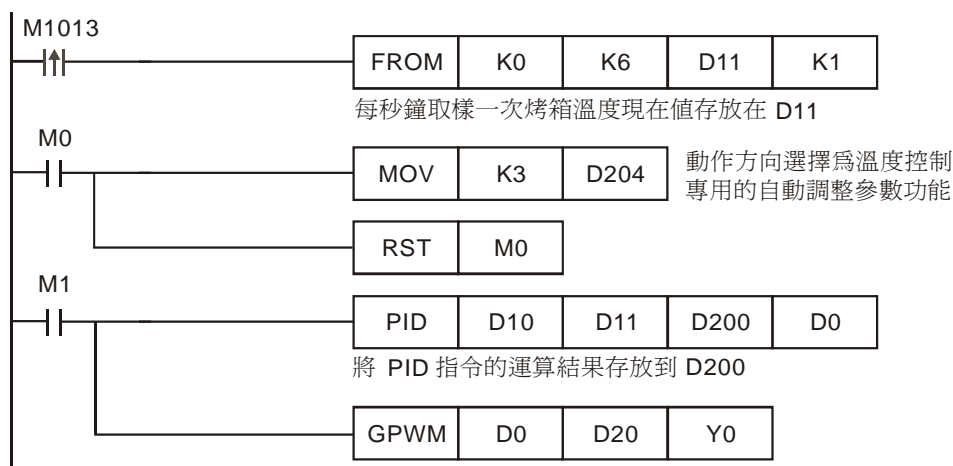 M1013
FROM K0 K6 D11 K1
每秒鐘取樣一次烤箱溫度現在值存放在 D11
M0
MOV K3 D204
動作方向選擇為溫度控制
專用的自動調整參數功能
RST M0
M1
PID D10 D11 D200 D0
將 PID 指令的運算結果存放到 D200
GPWM D0 D20 Y0